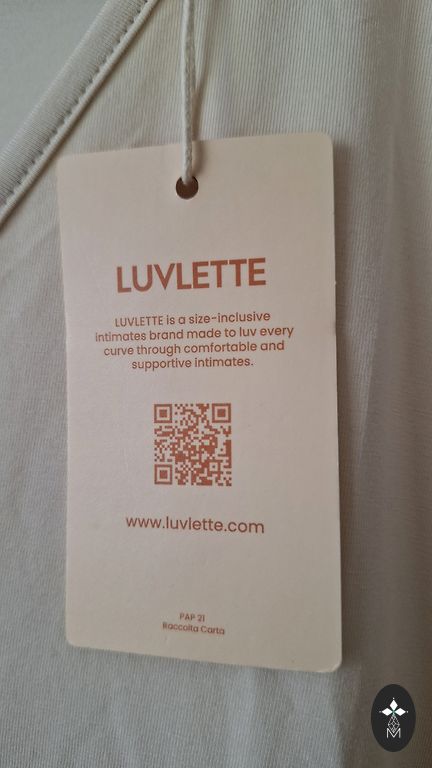 LUVLETTE
LUVLETTE is a size-inclusive
intimates brand made to luv every
curve through comfortable and
supportive intimates.
www.luvlette.com
PAP 21
Raccolta Carta
M